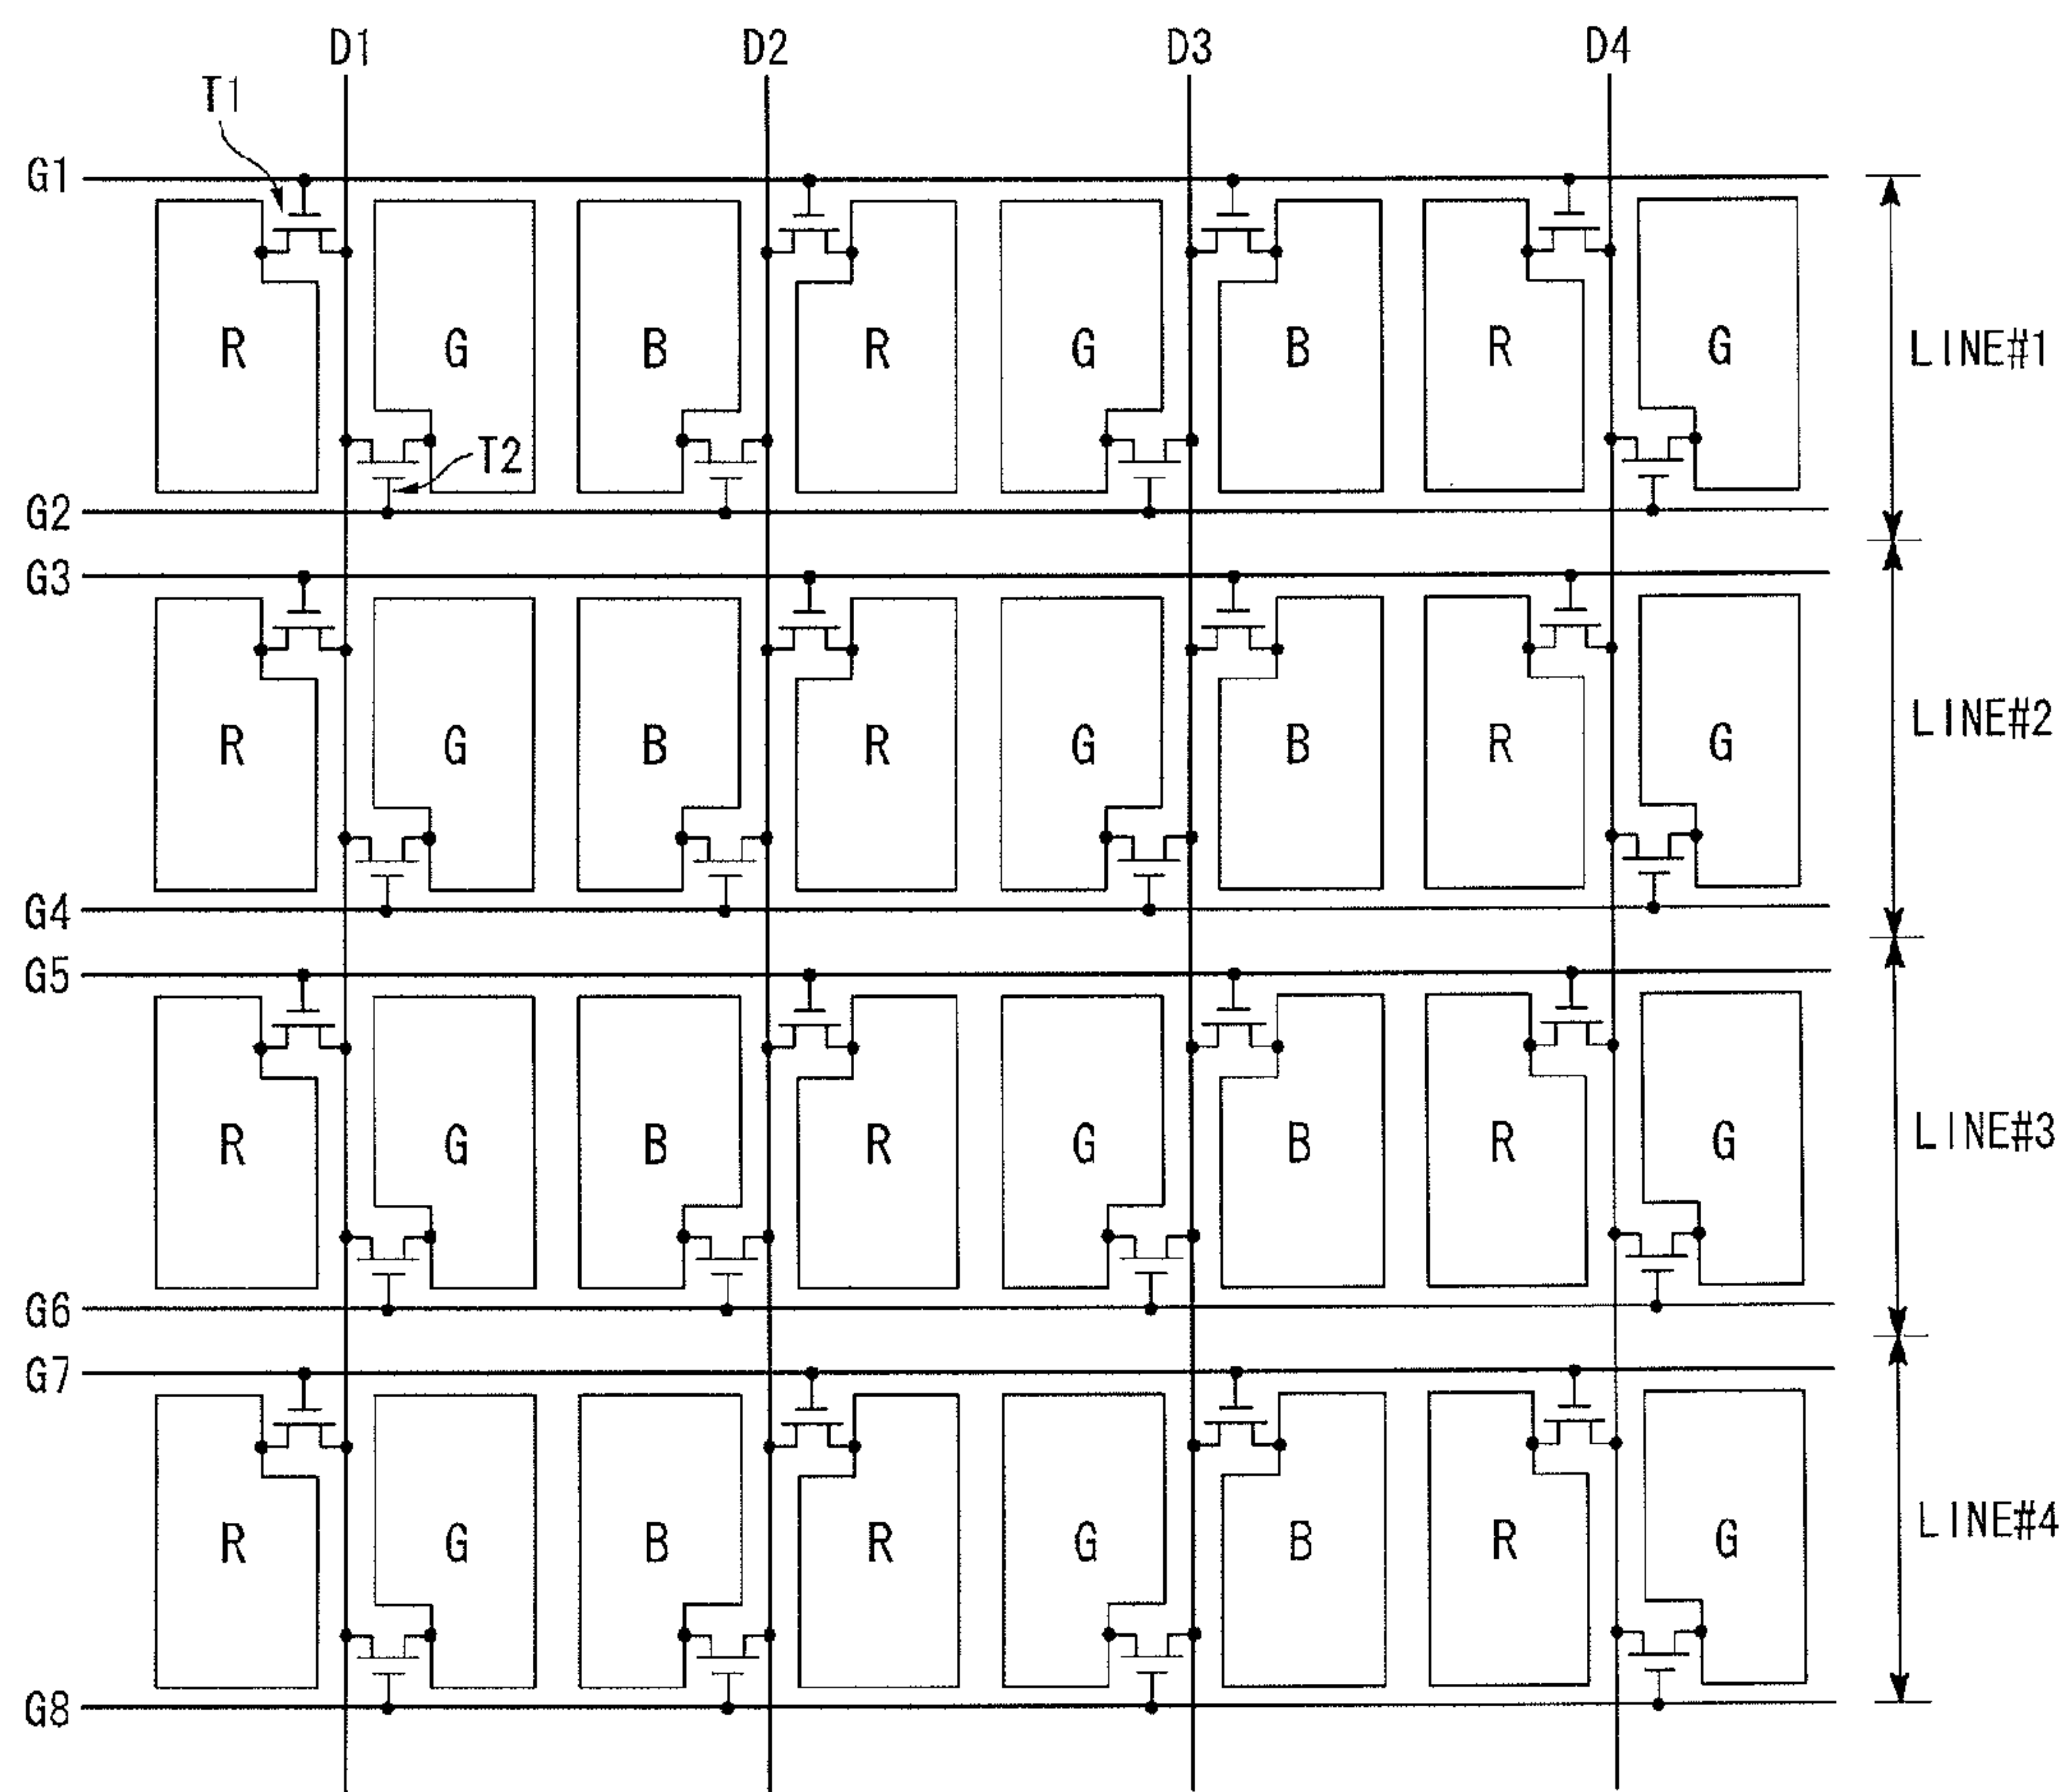 D1 D2 D3 D4
T1
G1
R G B R G B R G LINE#1
T2
G2
G3
R G B R G B R G LINE#2
G4
G5
R G B R G B R G LINE#3
G6
G7
R G B R G B R G LINE#4
G8